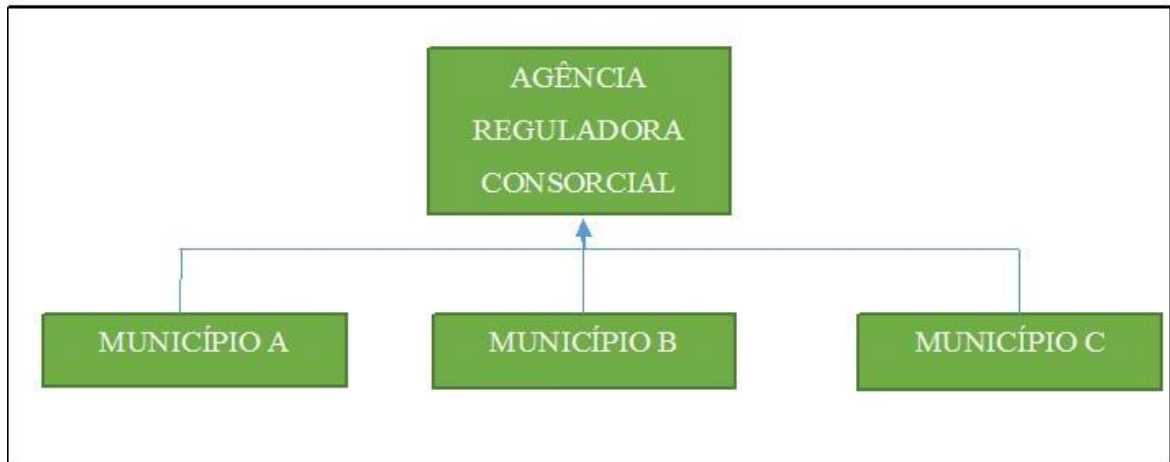 AGÊNCIA
REGULADORA
CONSORCIAL
MUNICÍPIO A
MUNICÍPIO B
MUNICÍPIO C